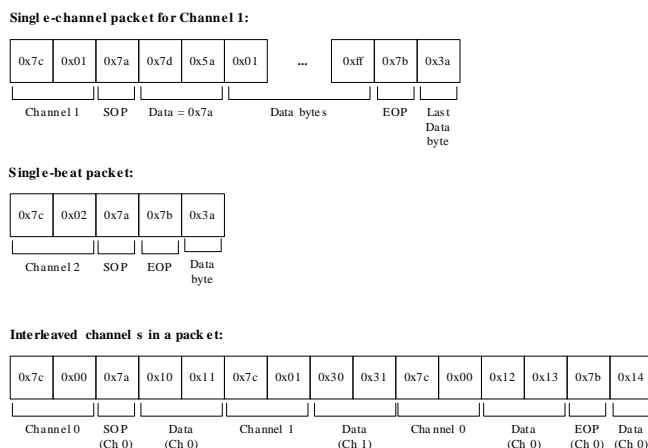 Single-channel packet for Channel 1:
0x7c 0x01 0x7a 0x7d 0x5a 0x01 ... 0xff 0x7b 0x3a
Channel 1 SOP Data = 0x7a Data bytes EOP Last
Data
byte
Single-beat packet:
0x7c 0x02 0x7a 0x7b 0x3a
Channel 2 SOP EOP Data
byte
Interleaved channels in a packet:
0x7c 0x00 0x7a 0x10 0x11 0x7c 0x01 0x30 0x31 0x7c 0x00 0x12 0x13 0x7b 0x14
Channel 0 SOP Data Channel 1 Data Channel 0 Data EOP Data
(Ch 0) (Ch 0) (Ch 1) (Ch 0) (Ch 0) (Ch 0)